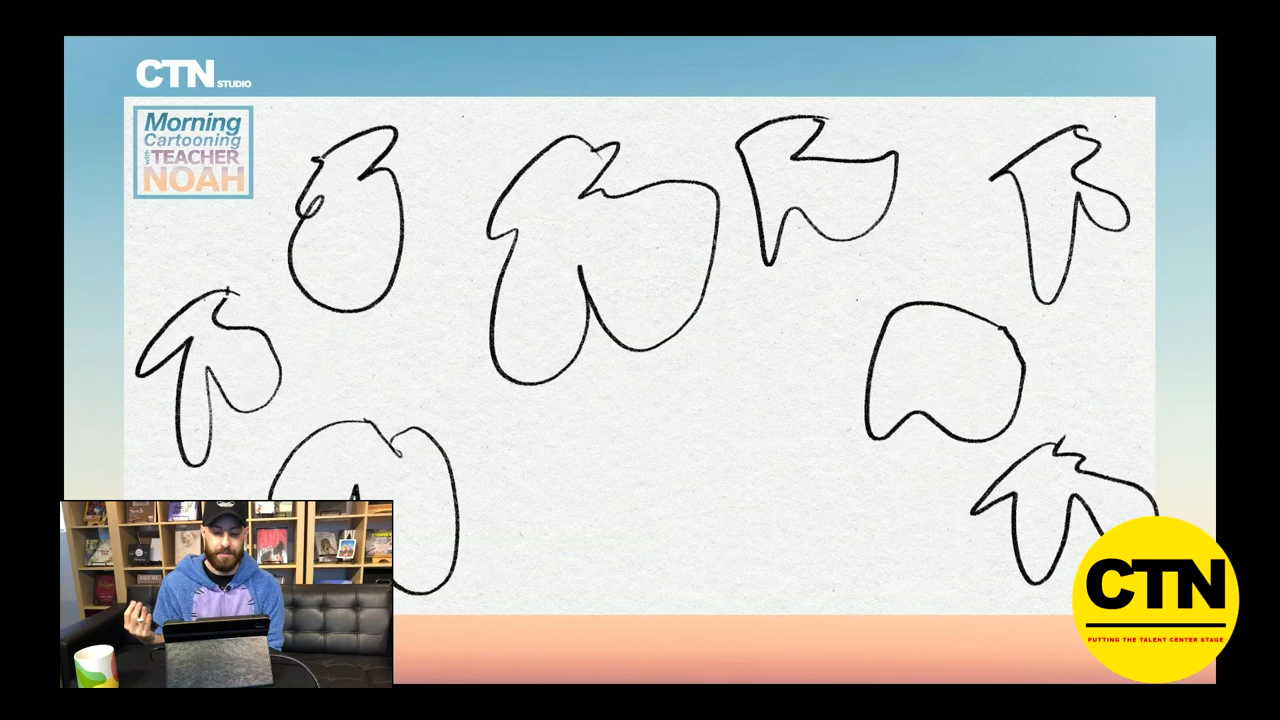 CTN STUDIO
Morning
Cartooning
with TEACHER
NOAH
CTN
PUTTING THE TALENT CENTER STAGE